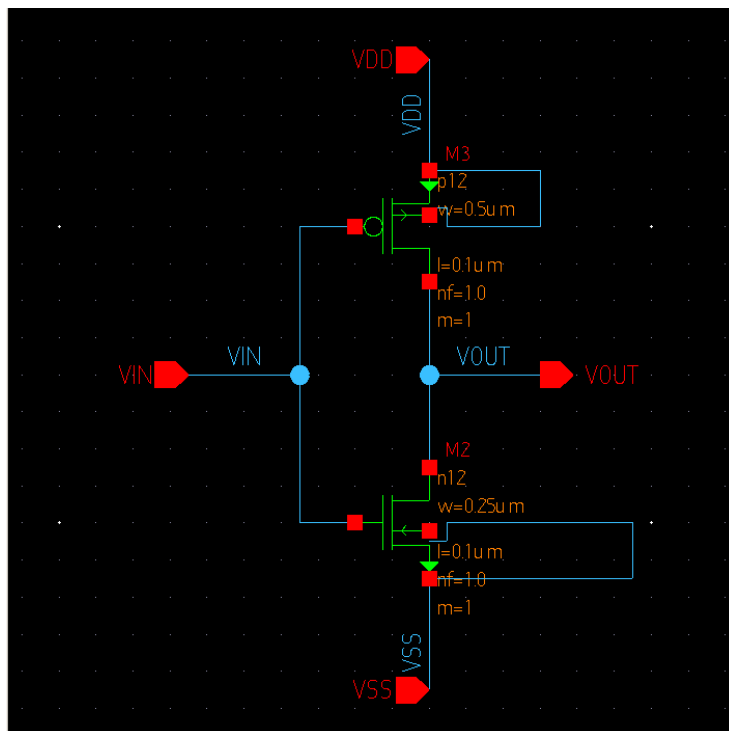 VDD
VDD
M3
p12
w=0.5um
l=0.1um
nf=1.0
m=1
VIN
VIN
VOUT
VOUT
M2
n12
w=0.25um
l=0.1um
nf=1.0
m=1
VSS
VSS